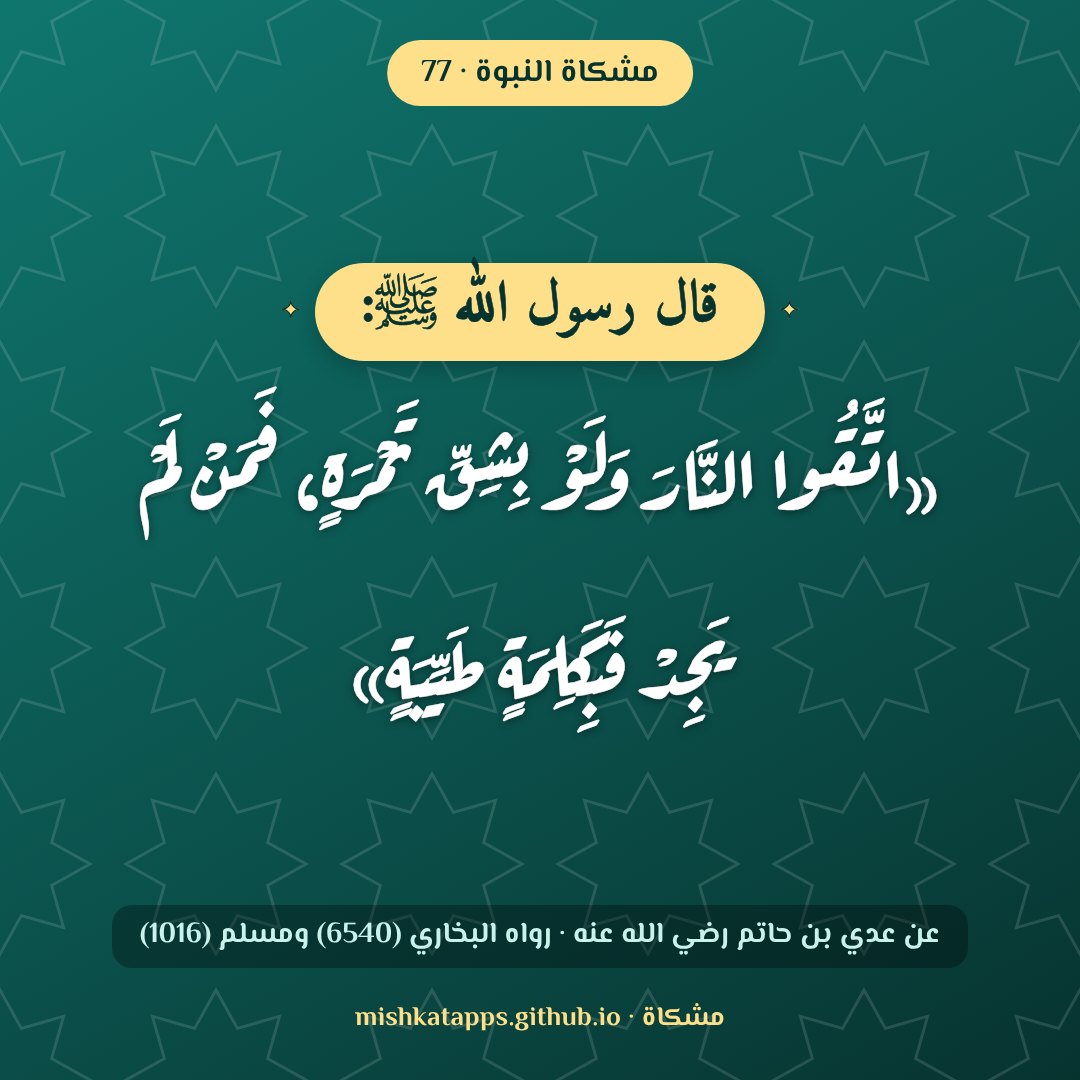 مشكاة النبوة · 77
قال رسول الله ﷺ:
«اتَّقُوا النَّارَ وَلَوْ بِشِقِّ تَمْرَةٍ، فَمَنْ لَمْ
يَجِدْ فَبِكَلِمَةٍ طَيِّبَةٍ»
عن عدي بن حاتم رضي الله عنه · رواه البخاري (6540) ومسلم (1016)
مشكاة · mishkatapps.github.io